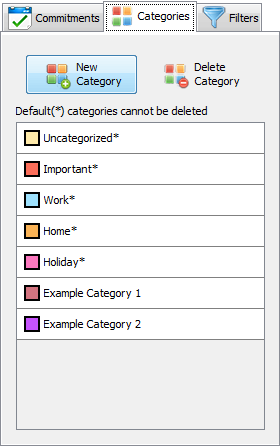 Commitments Categories Filters
New Category
Delete Category
Default(*) categories cannot be deleted
Uncategorized*
Important*
Work*
Home*
Holiday*
Example Category 1
Example Category 2